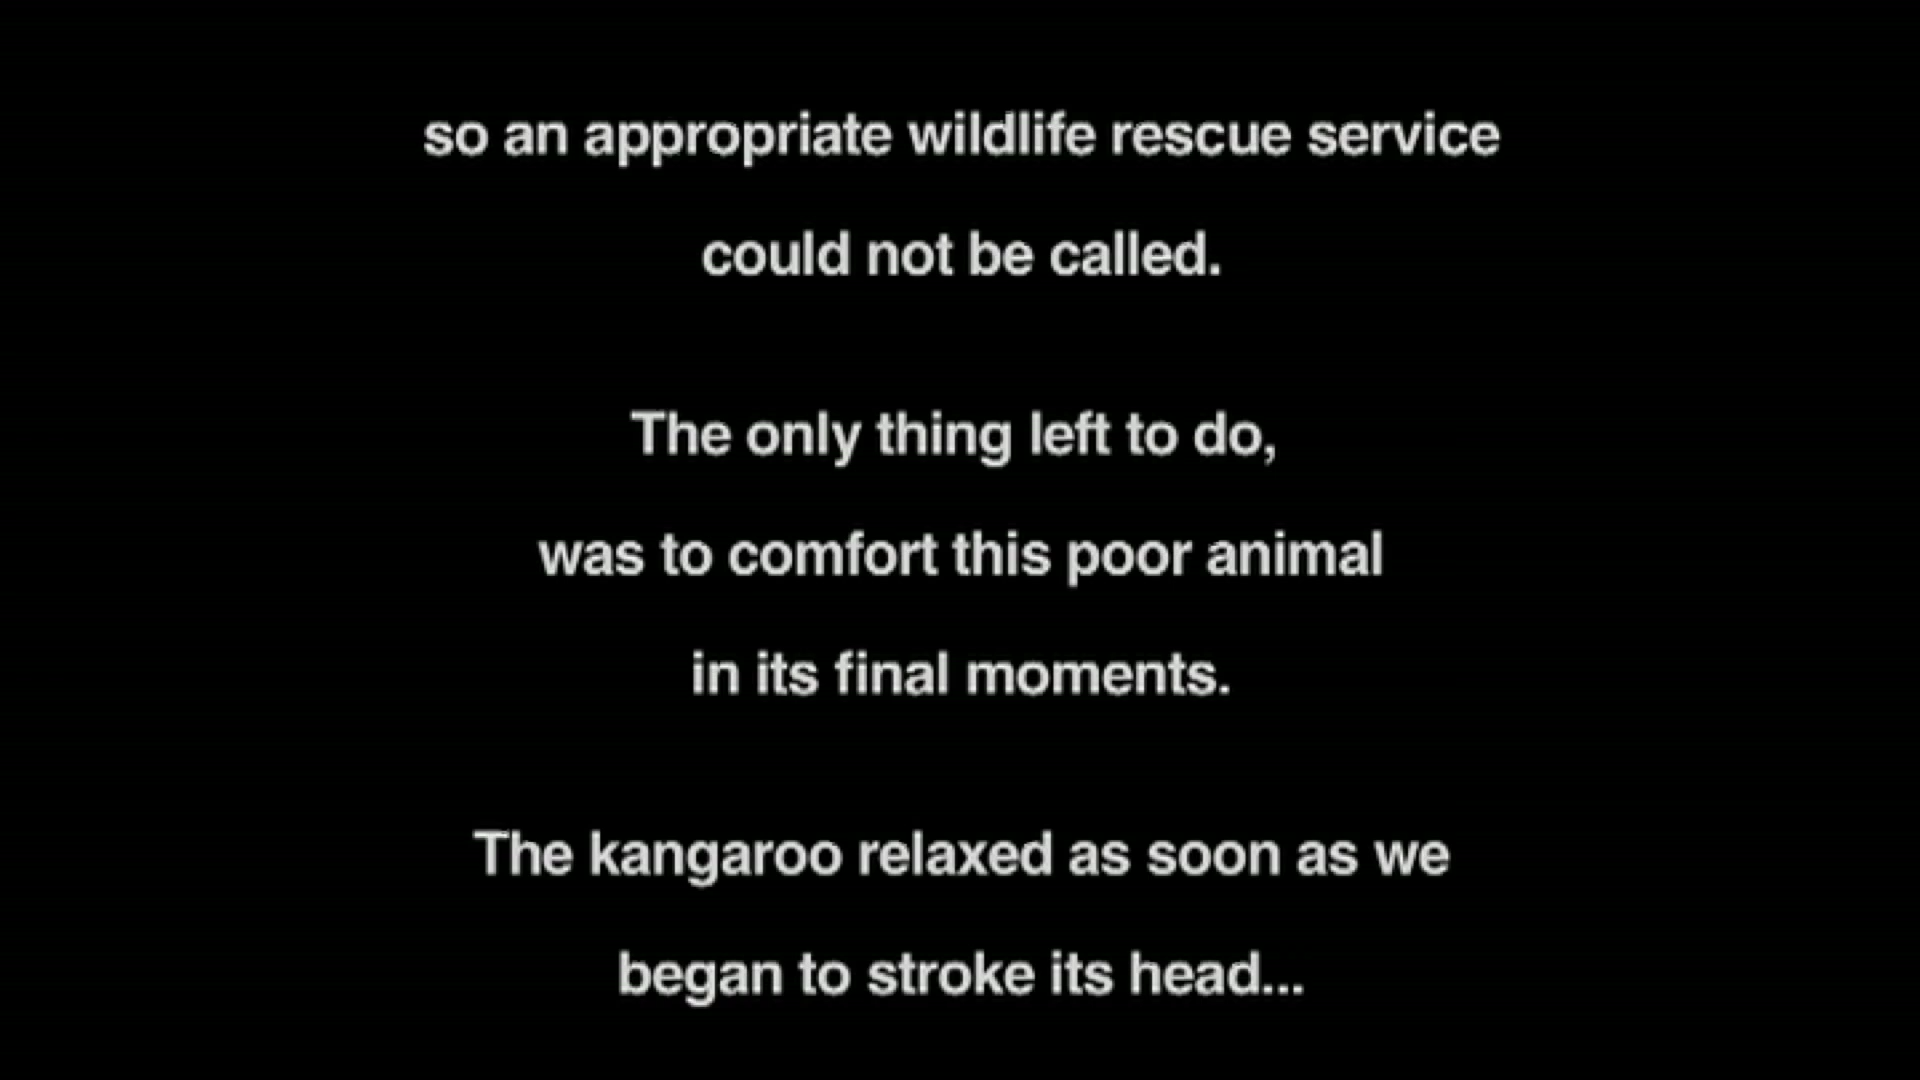 so an appropriate wildlife rescue service
could not be called.
The only thing left to do,
was to comfort this poor animal
in its final moments.
The kangaroo relaxed as soon as we
began to stroke its head...